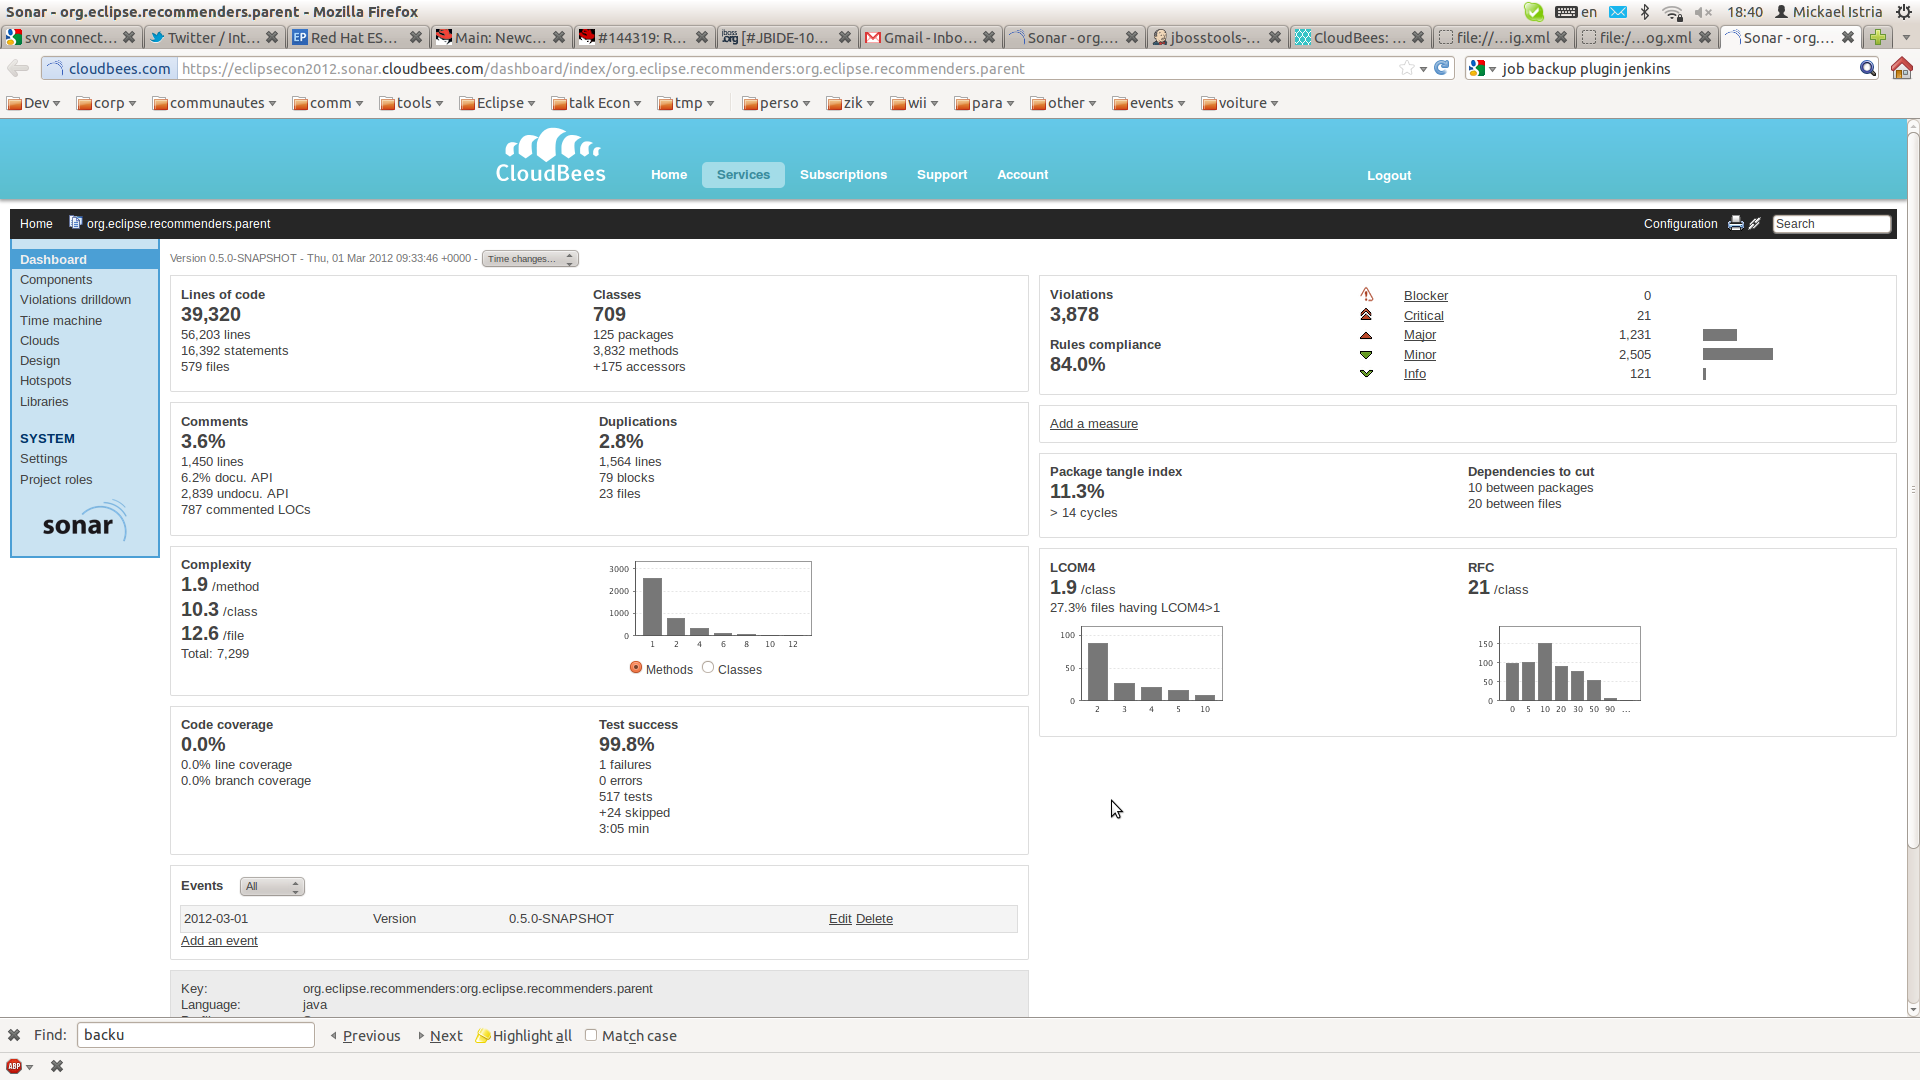 Sonar - org.eclipse.recommenders.parent - Mozilla Firefox
en 18:40 Mickael Istria
svn connect... Twitter / Int... Red Hat ES... Main: Newc... #144319: R... [#JBIDE-10... Gmail - Inbo... Sonar - org.... jbosstools-... CloudBees: ... file://...ig.xml file:/...og.xml Sonar - org....
cloudbees.com https://eclipsecon2012.sonar.cloudbees.com/dashboard/index/org.eclipse.recommenders:org.eclipse.recommenders.parent job backup plugin jenkins
Dev corp communautes comm tools Eclipse talk Econ tmp perso zik wii para other events voiture
CloudBees Home Services Subscriptions Support Account Logout
Home org.eclipse.recommenders.parent Configuration Search
Dashboard
Components
Violations drilldown
Time machine
Clouds
Design
Hotspots
Libraries
SYSTEM
Settings
Project roles
sonar
Version 0.5.0-SNAPSHOT - Thu, 01 Mar 2012 09:33:46 +0000 - Time changes...
Lines of code
39,320
56,203 lines
16,392 statements
579 files
Classes
709
125 packages
3,832 methods
+175 accessors
Comments
3.6%
1,450 lines
6.2% docu. API
2,839 undocu. API
787 commented LOCs
Duplications
2.8%
1,564 lines
79 blocks
23 files
Complexity
1.9 /method
10.3 /class
12.6 /file
Total: 7,299
3000
2000
1000
0
1 2 4 6 8 10 12
Methods Classes
Code coverage
0.0%
0.0% line coverage
0.0% branch coverage
Test success
99.8%
1 failures
0 errors
517 tests
+24 skipped
3:05 min
Events All
2012-03-01 Version 0.5.0-SNAPSHOT Edit Delete
Add an event
Key: org.eclipse.recommenders:org.eclipse.recommenders.parent
Language: java
Violations
3,878
Rules compliance
84.0%
Blocker 0
Critical 21
Major 1,231
Minor 2,505
Info 121
Add a measure
Package tangle index
11.3%
> 14 cycles
Dependencies to cut
10 between packages
20 between files
LCOM4
1.9 /class
27.3% files having LCOM4>1
100
50
0
2 3 4 5 10
RFC
21 /class
150
100
50
0
0 5 10 20 30 50 90 ...
Find: backu Previous Next Highlight all Match case
ABP